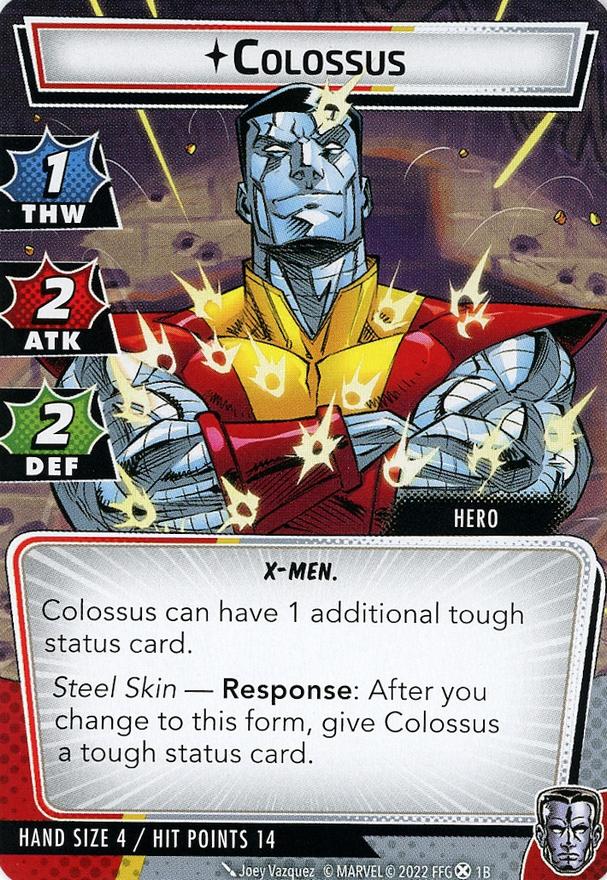 COLOSSUS
1
THW
2
ATK
2
DEF
HERO
X-MEN.
Colossus can have 1 additional tough
status card.
Steel Skin — Response: After you
change to this form, give Colossus
a tough status card.
HAND SIZE 4 / HIT POINTS 14
Joey Vazquez © MARVEL © 2022 FFG 1B